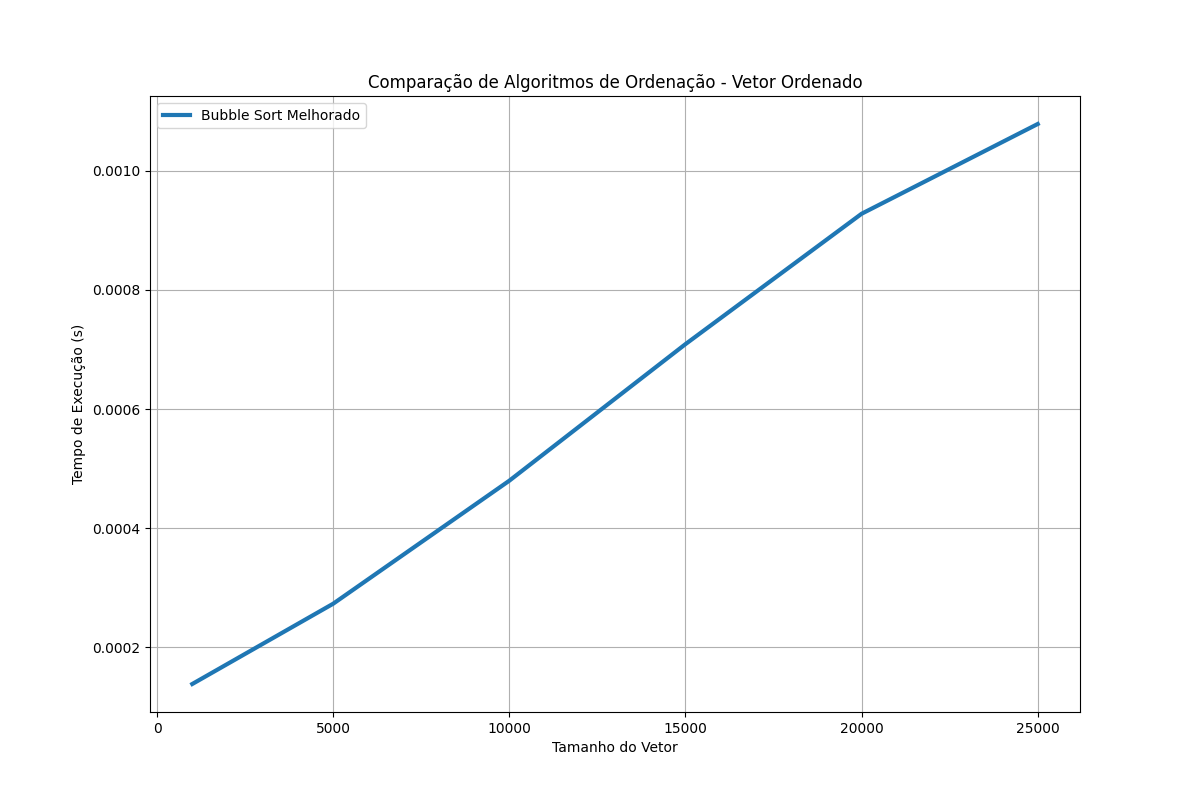 Comparação de Algoritmos de Ordenação - Vetor Ordenado
Bubble Sort Melhorado
Tempo de Execução (s)
0.0010
0.0008
0.0006
0.0004
0.0002
0 5000 10000 15000 20000 25000
Tamanho do Vetor